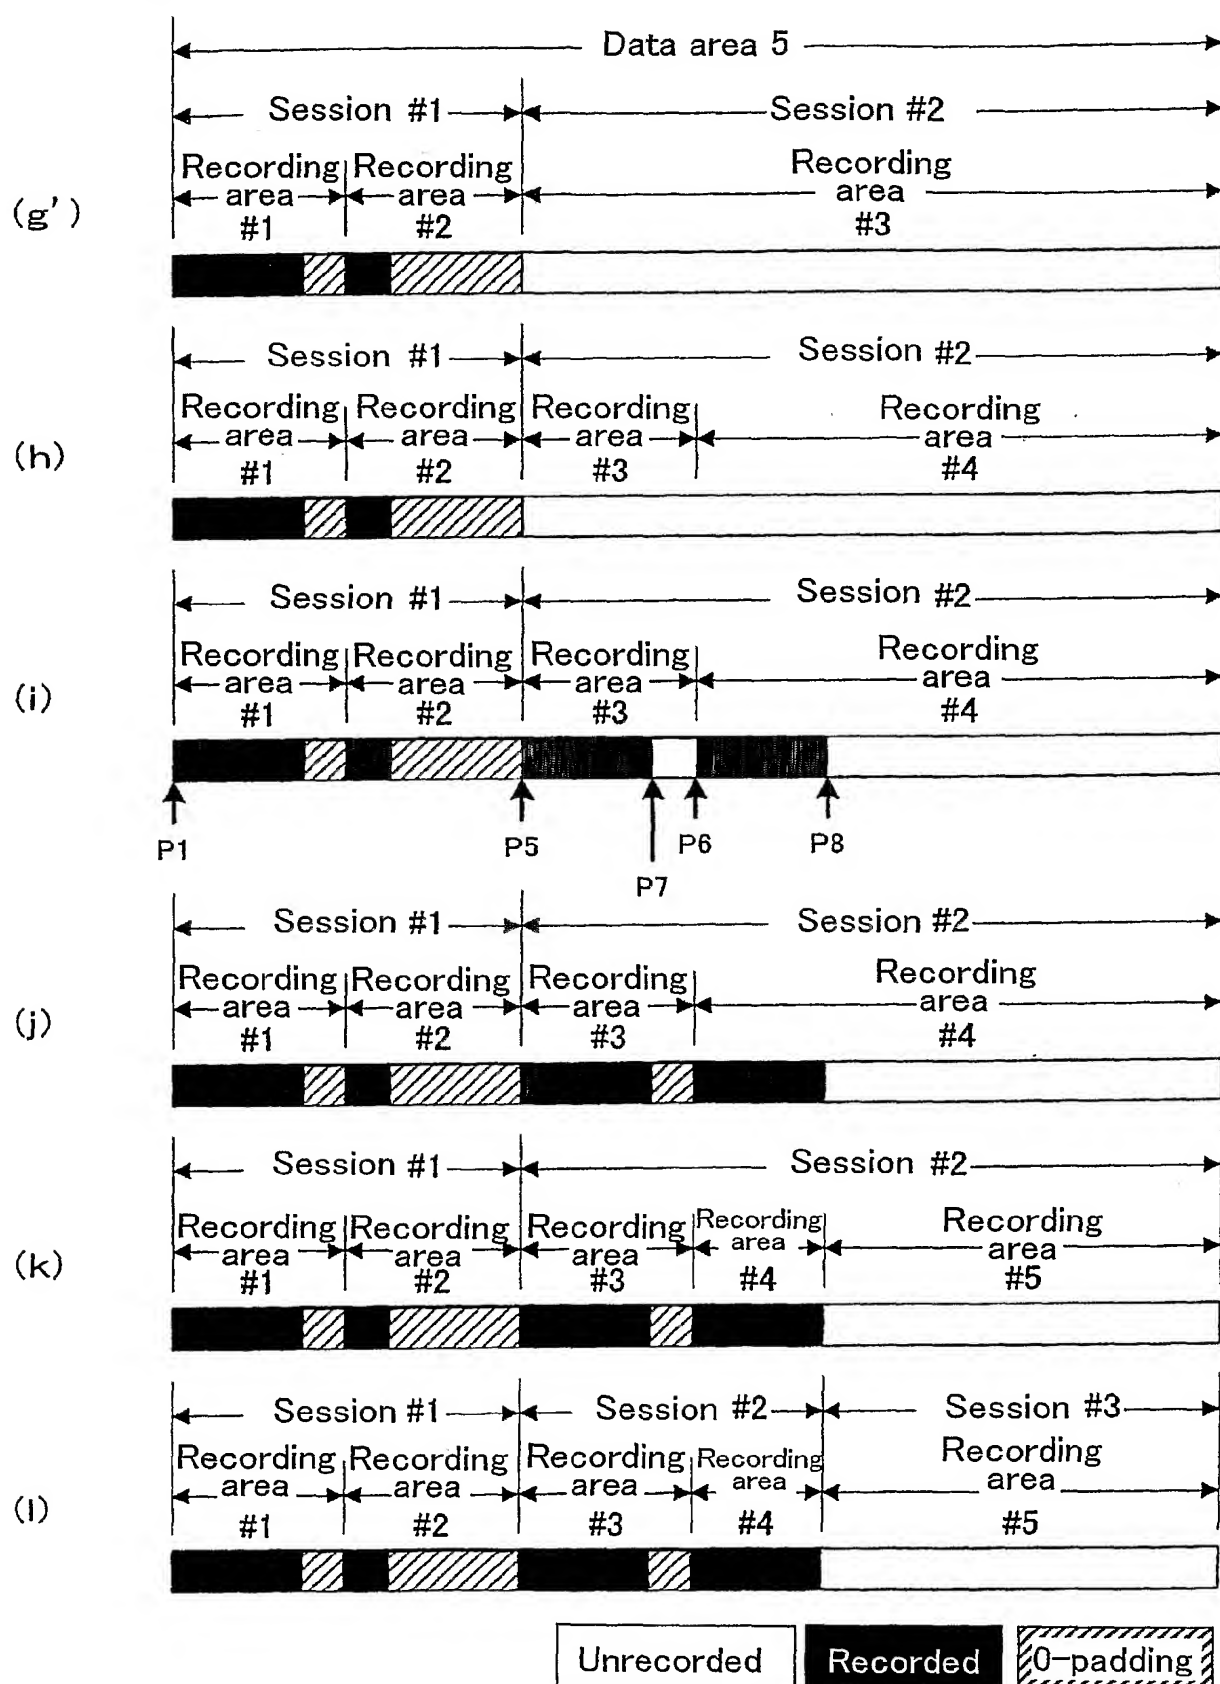 Data area 5
Session #1 Session #2
Recording Recording Recording
area area area
(g') #1 #2 #3
Session #1 Session #2
Recording Recording Recording Recording
area area area area
(h) #1 #2 #3 #4
Session #1 Session #2
Recording Recording Recording Recording
area area area area
(i) #1 #2 #3 #4
P1 P5 P7 P6 P8
Session #1 Session #2
Recording Recording Recording Recording
area area area area
(j) #1 #2 #3 #4
Session #1 Session #2
Recording Recording Recording Recording Recording
area area area area area
(k) #1 #2 #3 #4 #5
Session #1 Session #2 Session #3
Recording Recording Recording Recording Recording
area area area area area
(l) #1 #2 #3 #4 #5
Unrecorded Recorded 0-padding